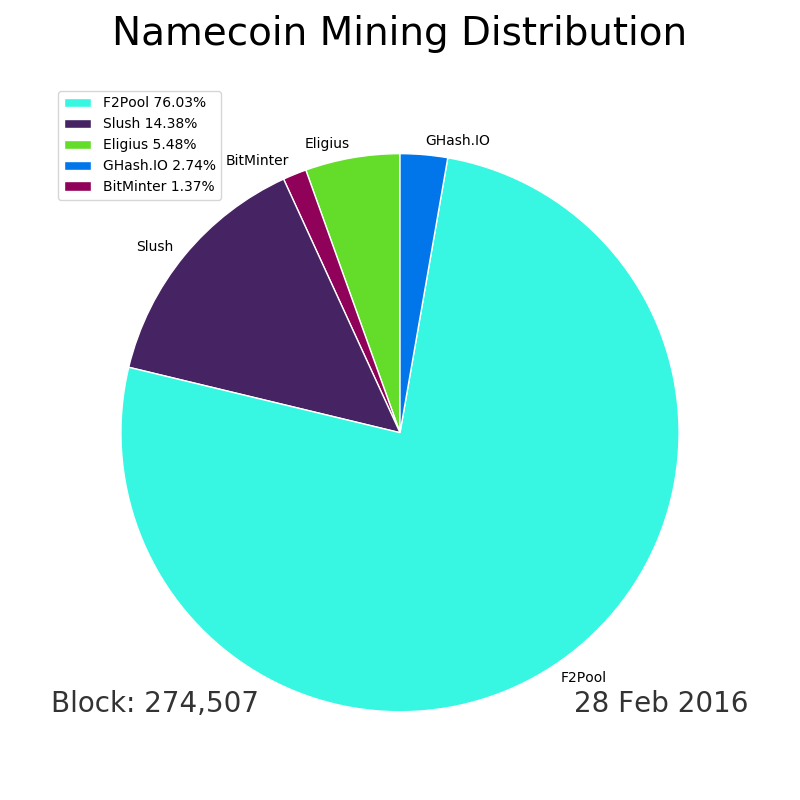 Namecoin Mining Distribution
F2Pool 76.03%
Slush 14.38%
Eligius 5.48%
GHash.IO 2.74%
BitMinter 1.37%
GHash.IO
Eligius
BitMinter
Slush
F2Pool
Block: 274,507
28 Feb 2016